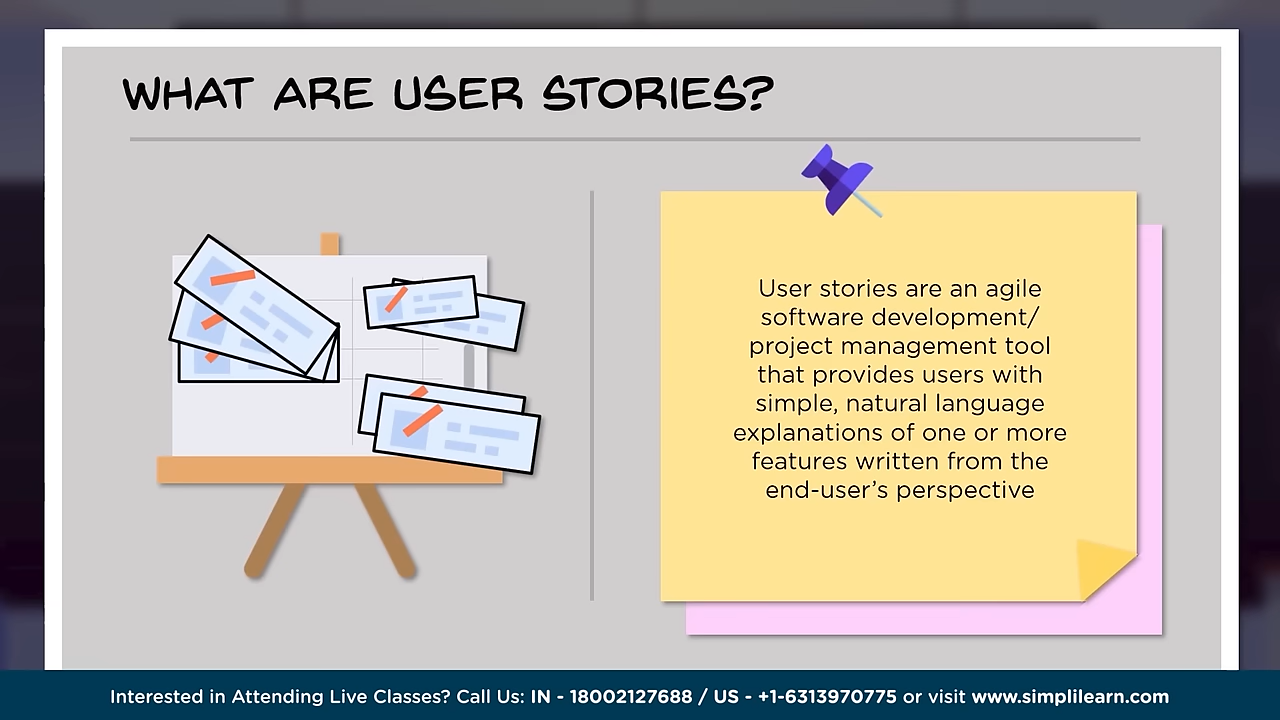 WHAT ARE USER STORIES?
User stories are an agile
software development/
project management tool
that provides users with
simple, natural language
explanations of one or more
features written from the
end-user’s perspective
Interested in Attending Live Classes? Call Us: IN - 18002127688 / US - +1-6313970775 or visit www.simplilearn.com